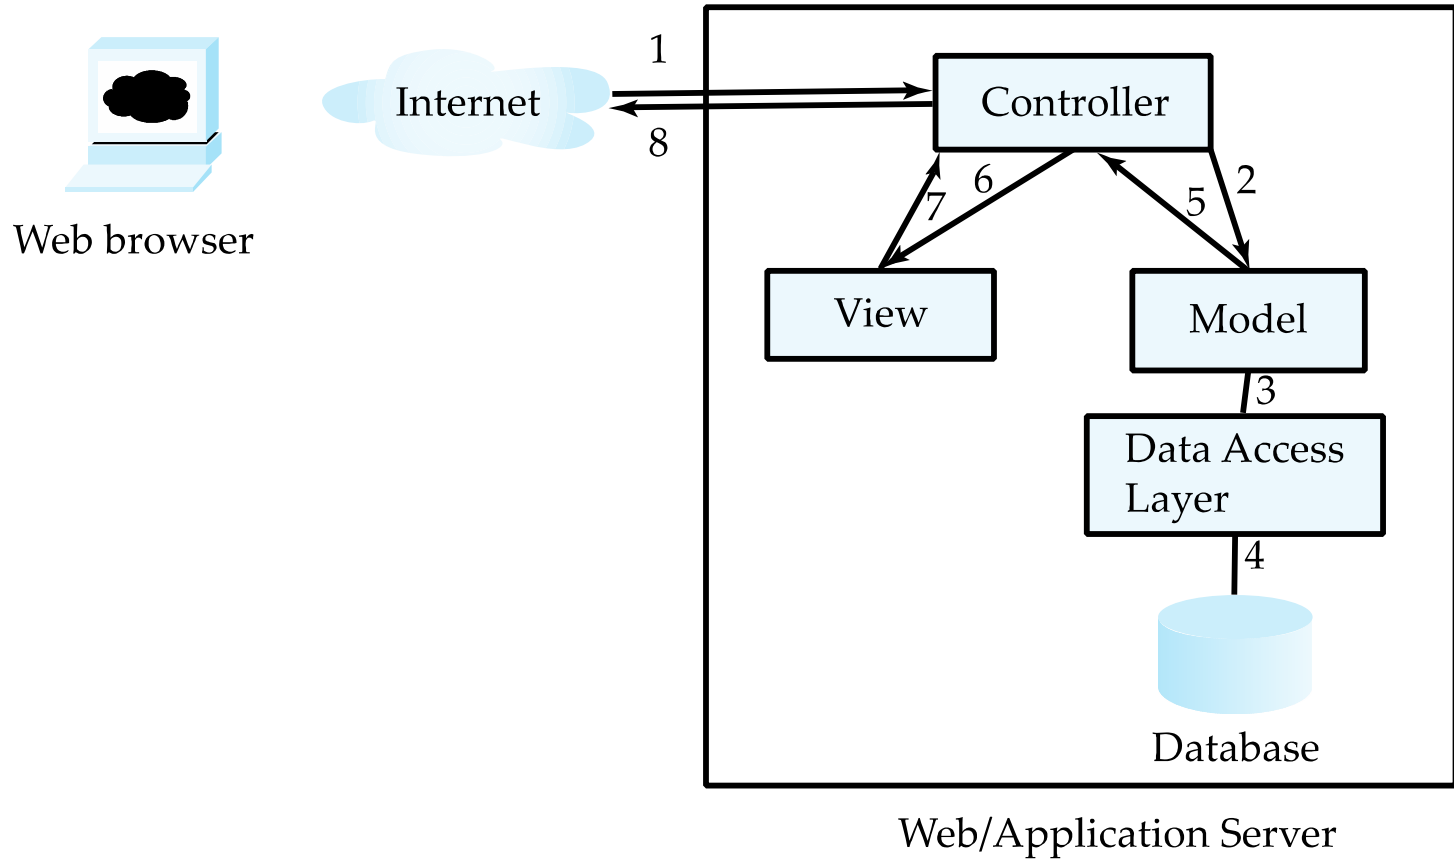 1
Internet
Controller
8
6
2
7
5
Web browser
View
Model
3
Data Access
Layer
4
Database
Web/Application Server